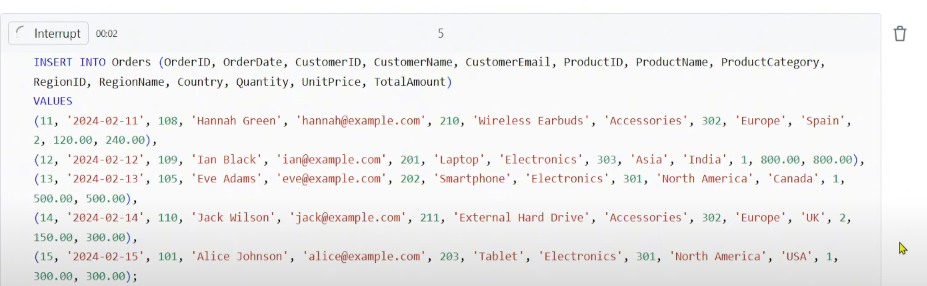 Interrupt 00:02 5
INSERT INTO Orders (OrderID, OrderDate, CustomerID, CustomerName, CustomerEmail, ProductID, ProductName, ProductCategory,
RegionID, RegionName, Country, Quantity, UnitPrice, TotalAmount)
VALUES
(11, '2024-02-11', 108, 'Hannah Green', 'hannah@example.com', 210, 'Wireless Earbuds', 'Accessories', 302, 'Europe', 'Spain',
2, 120.00, 240.00),
(12, '2024-02-12', 109, 'Ian Black', 'ian@example.com', 201, 'Laptop', 'Electronics', 303, 'Asia', 'India', 1, 800.00, 800.00),
(13, '2024-02-13', 105, 'Eve Adams', 'eve@example.com', 202, 'Smartphone', 'Electronics', 301, 'North America', 'Canada', 1,
500.00, 500.00),
(14, '2024-02-14', 110, 'Jack Wilson', 'jack@example.com', 211, 'External Hard Drive', 'Accessories', 302, 'Europe', 'UK', 2,
150.00, 300.00),
(15, '2024-02-15', 101, 'Alice Johnson', 'alice@example.com', 203, 'Tablet', 'Electronics', 301, 'North America', 'USA', 1,
300.00, 300.00);